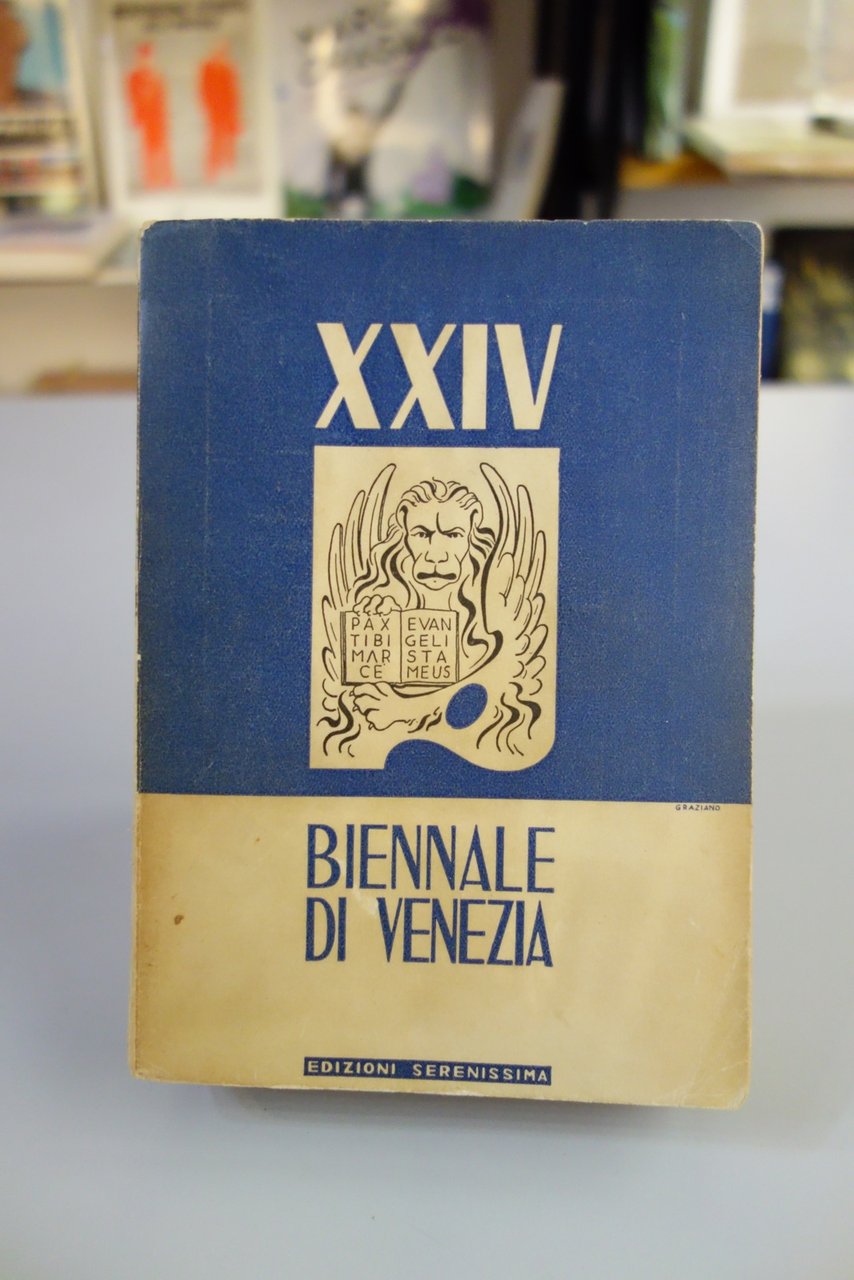 XXIV
PAX
TIBI
MAR
CE
EVAN
GELI
STA
MEUS
GRAZIANO
BIENNALE
DI VENEZIA
EDIZIONI SERENISSIMA